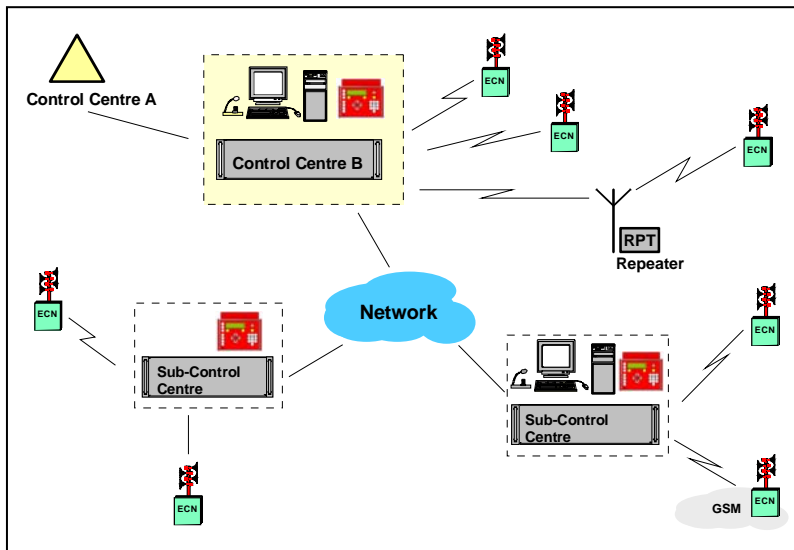 ECN
Control Centre A
ECN
ECN
Control Centre B
RPT
Repeater
ECN
Network
ECN
Sub-Control
Centre
Sub-Control
Centre
ECN
GSM
ECN